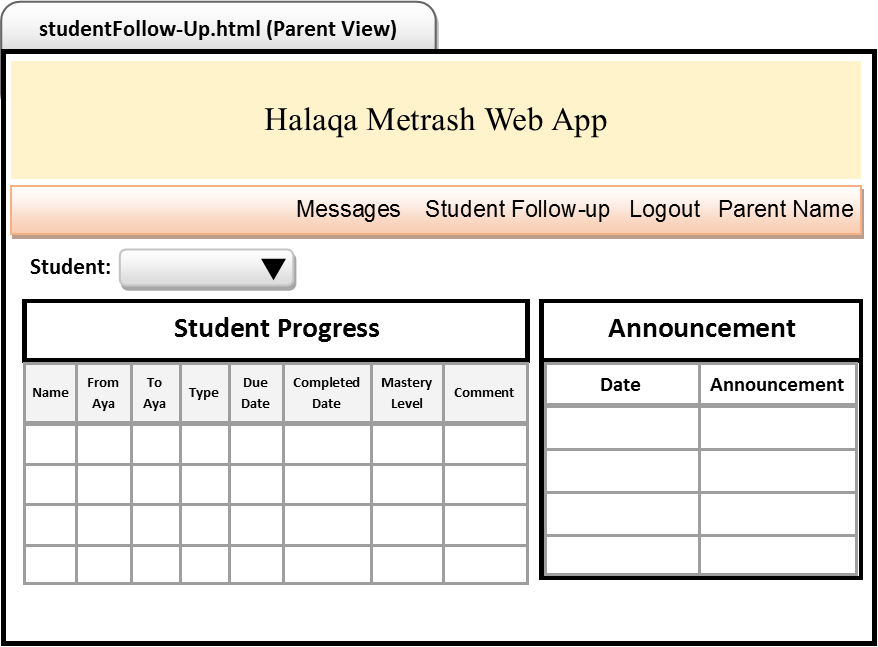 studentFollow-Up.html (Parent View)
Halaqa Metrash Web App
Messages Student Follow-up Logout Parent Name
Student:
Student Progress
Name From Aya To Aya Type Due Date Completed Date Mastery Level Comment
Announcement
Date Announcement